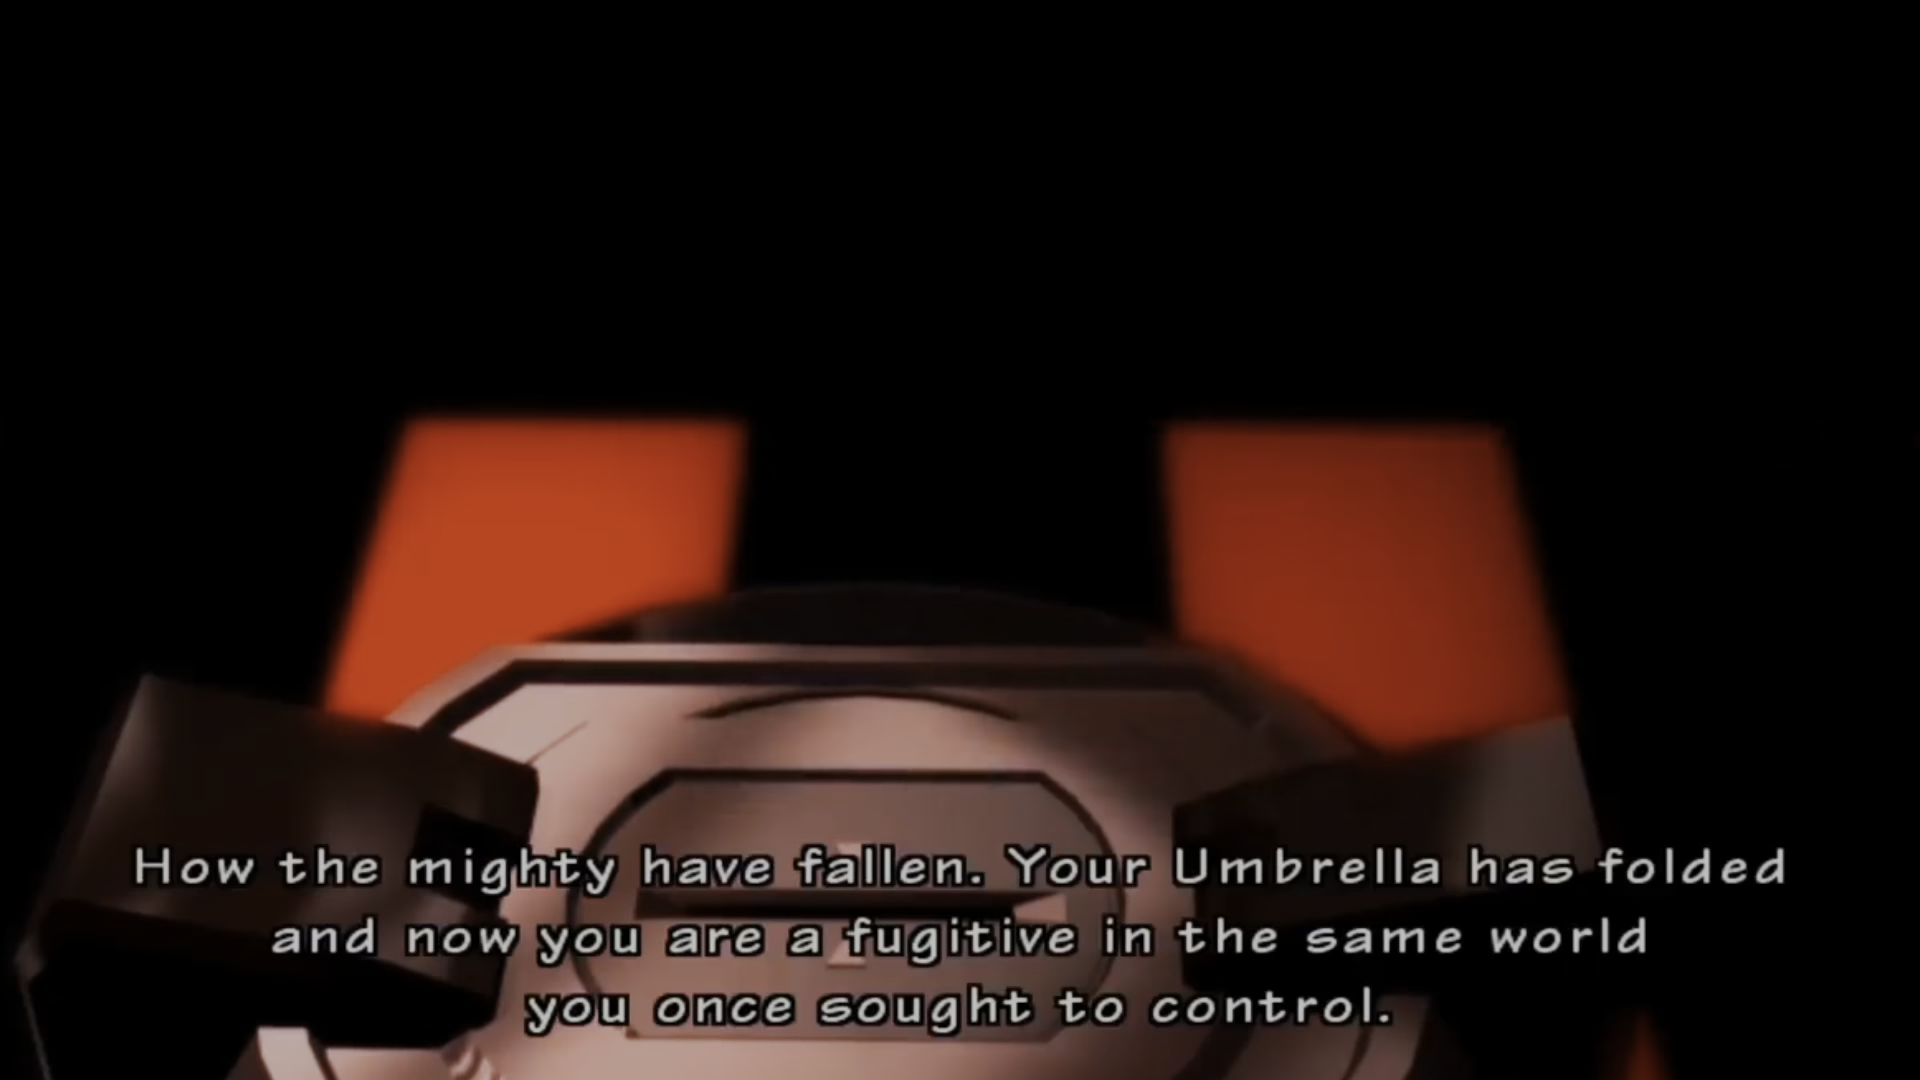 How the mighty have fallen. Your Umbrella has folded
and now you are a fugitive in the same world
you once sought to control.